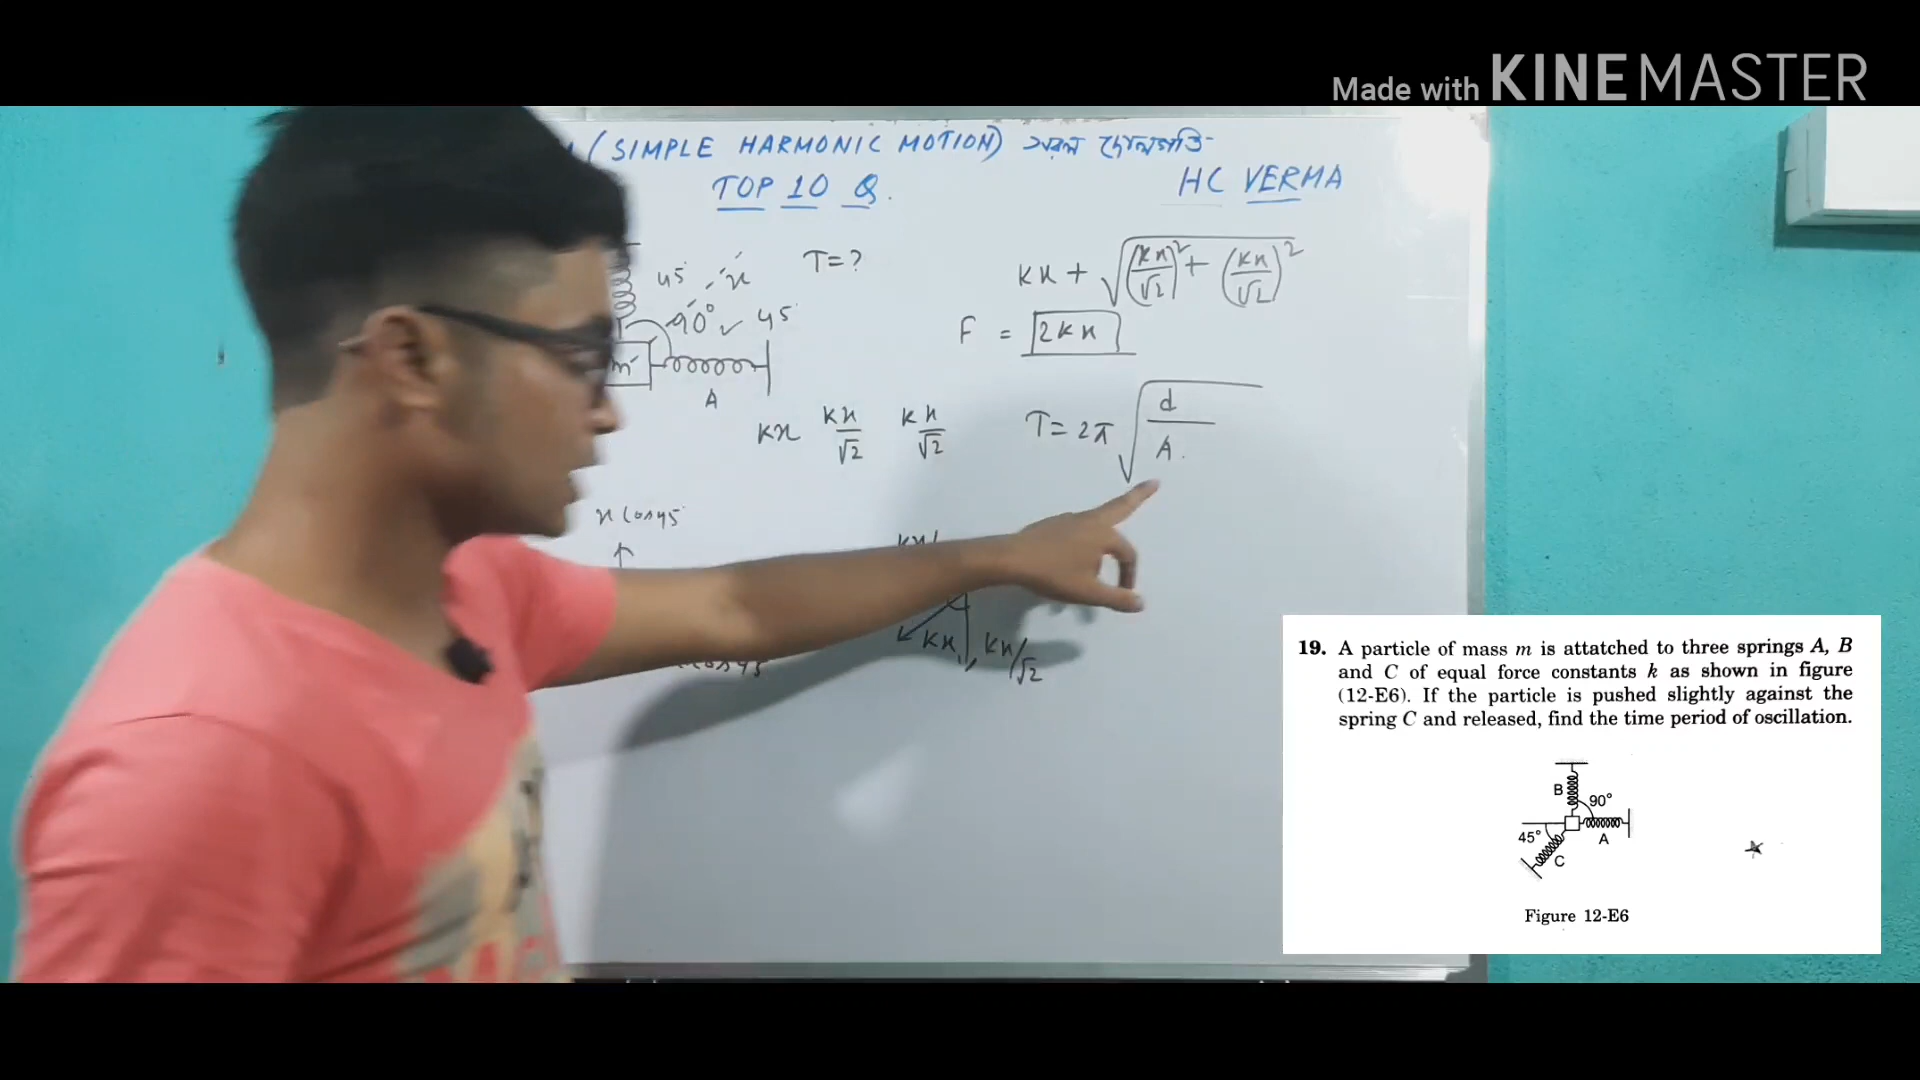 Made with KINEMASTER
(SIMPLE HARMONIC MOTION) সরল দোলগতি
TOP 10 Q.
HC VERMA
45 x
T=?
90° 45°
m
A
kx + √(kx/√2)² + (kx/√2)²
F = 2kx
kx kx/√2 kx/√2
T = 2π √d/A.
x cos45
kx
kx/√2
19. A particle of mass m is attatched to three springs A, B
and C of equal force constants k as shown in figure
(12-E6). If the particle is pushed slightly against the
spring C and released, find the time period of oscillation.
B
90°
45°
A
C
Figure 12-E6